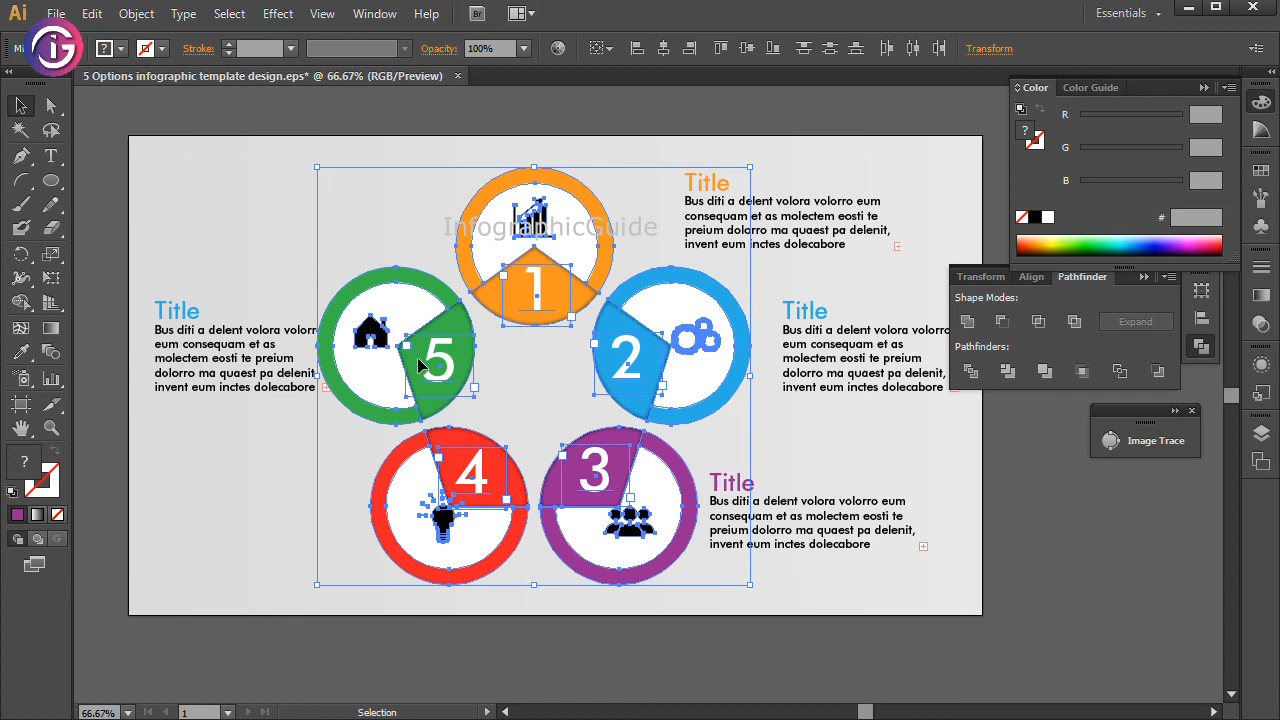 Ai File Edit Object Type Select Effect View Window Help Br Essentials
iG
Stroke: Opacity: 100% Transform
5 Options infographic template design.eps* @ 66.67% (RGB/Preview)
Color Color Guide
R
G
B
#
Transform Align Pathfinder
Shape Modes:
Expand
Pathfinders:
Image Trace
InfographicGuide
1
2
3
4
5
Title
Bus diti a delent volora volorro eum
consequam et as molectem eosti te
preium dolorro ma quaest pa delenit,
invent eum inctes dolecabore
Title
Bus diti a delent volora volorr
eum consequam et as
molectem eosti te preium
dolorro ma quaest pa delenit,
invent eum inctes dolecabore
Title
Bus diti a delent volora volorro
eum consequam et as
molectem eosti te preium
dolorro ma quaest pa delenit,
invent eum inctes dolecabore
Title
Bus diti a delent volora volorro eum
consequam et as molectem eosti te
preium dolorro ma quaest pa delenit,
invent eum inctes dolecabore
66.67% 1 Selection